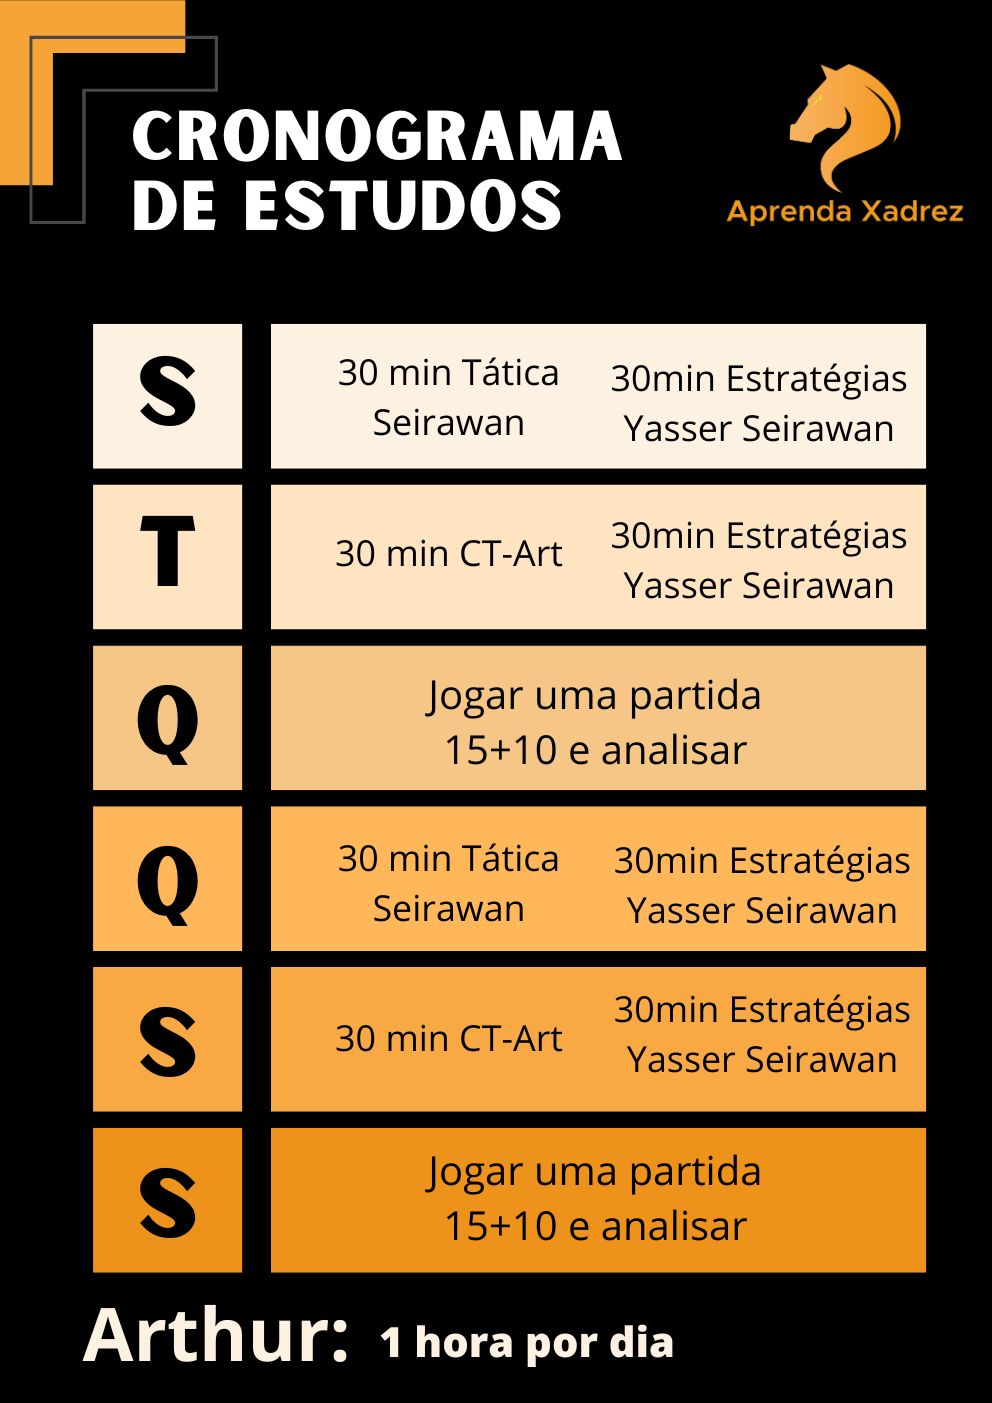 CRONOGRAMA
DE ESTUDOS
Aprenda Xadrez
S
30 min Tática
Seirawan
30min Estratégias
Yasser Seirawan
T
30 min CT-Art
30min Estratégias
Yasser Seirawan
Q
Jogar uma partida
15+10 e analisar
Q
30 min Tática
Seirawan
30min Estratégias
Yasser Seirawan
S
30 min CT-Art
30min Estratégias
Yasser Seirawan
S
Jogar uma partida
15+10 e analisar
Arthur: 1 hora por dia